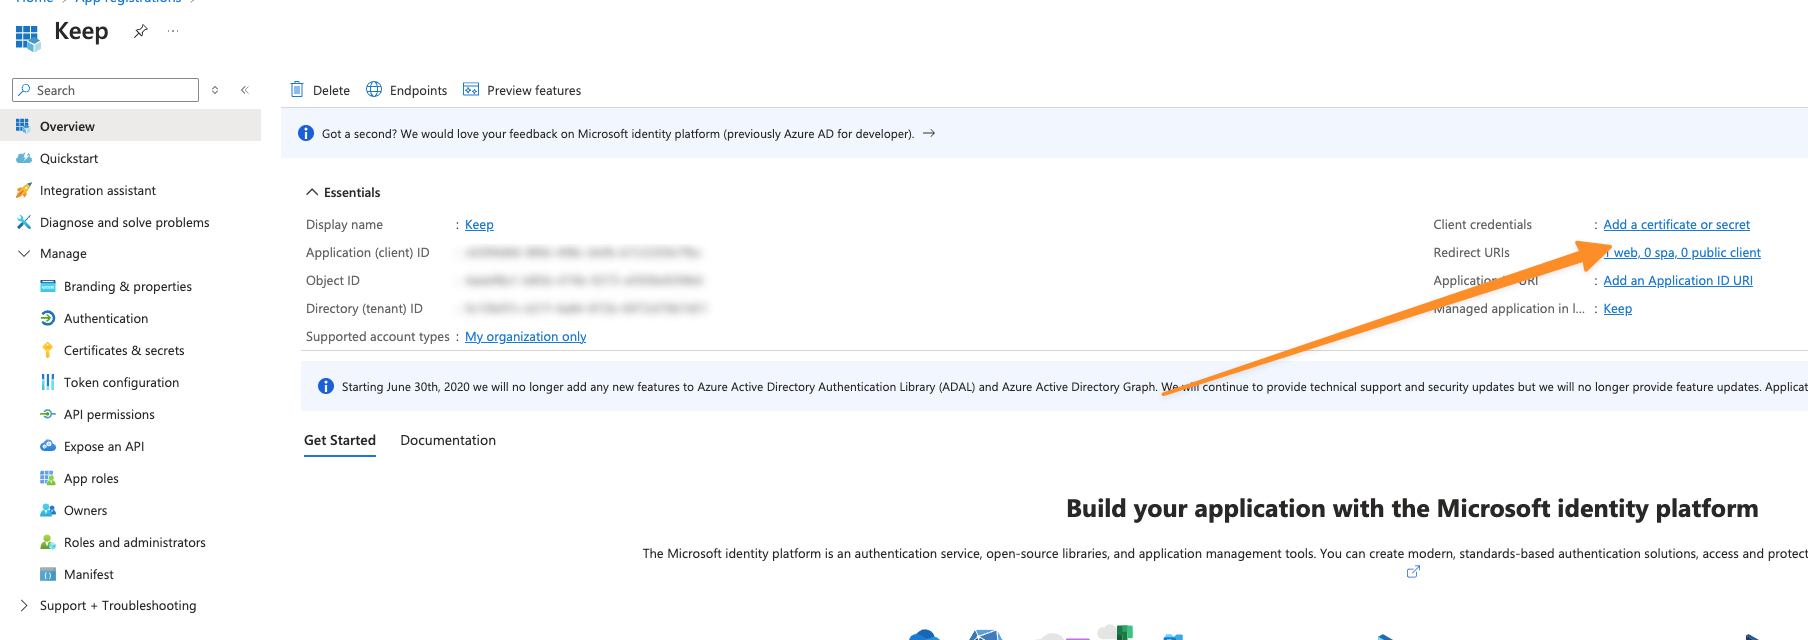 Home > App registrations >
Keep
Search
Delete Endpoints Preview features
Overview
Got a second? We would love your feedback on Microsoft identity platform (previously Azure AD for developer). →
Quickstart
Integration assistant
Diagnose and solve problems
Manage
Branding & properties
Authentication
Certificates & secrets
Token configuration
API permissions
Expose an API
App roles
Owners
Roles and administrators
Manifest
Support + Troubleshooting
Essentials
Display name : Keep
Application (client) ID
Object ID
Directory (tenant) ID
Supported account types : My organization only
Client credentials : Add a certificate or secret
Redirect URIs : 1 web, 0 spa, 0 public client
Application ID URI : Add an Application ID URI
Managed application in l... : Keep
Starting June 30th, 2020 we will no longer add any new features to Azure Active Directory Authentication Library (ADAL) and Azure Active Directory Graph. We will continue to provide technical support and security updates but we will no longer provide feature updates. Applicat
Get Started Documentation
Build your application with the Microsoft identity platform
The Microsoft identity platform is an authentication service, open-source libraries, and application management tools. You can create modern, standards-based authentication solutions, access and protect